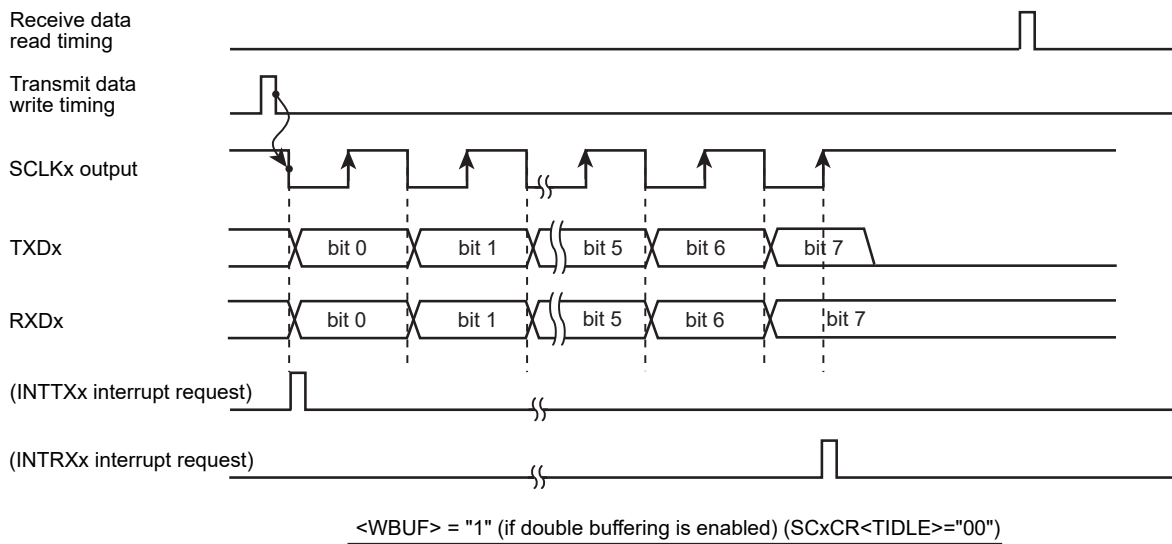 Receive data
read timing
Transmit data
write timing
SCLKx output
TXDx
bit 0
bit 1
bit 5
bit 6
bit 7
RXDx
bit 0
bit 1
bit 5
bit 6
bit 7
(INTTXx interrupt request)
(INTRXx interrupt request)
<WBUF> = "1" (if double buffering is enabled) (SCxCR<TIDLE>="00")